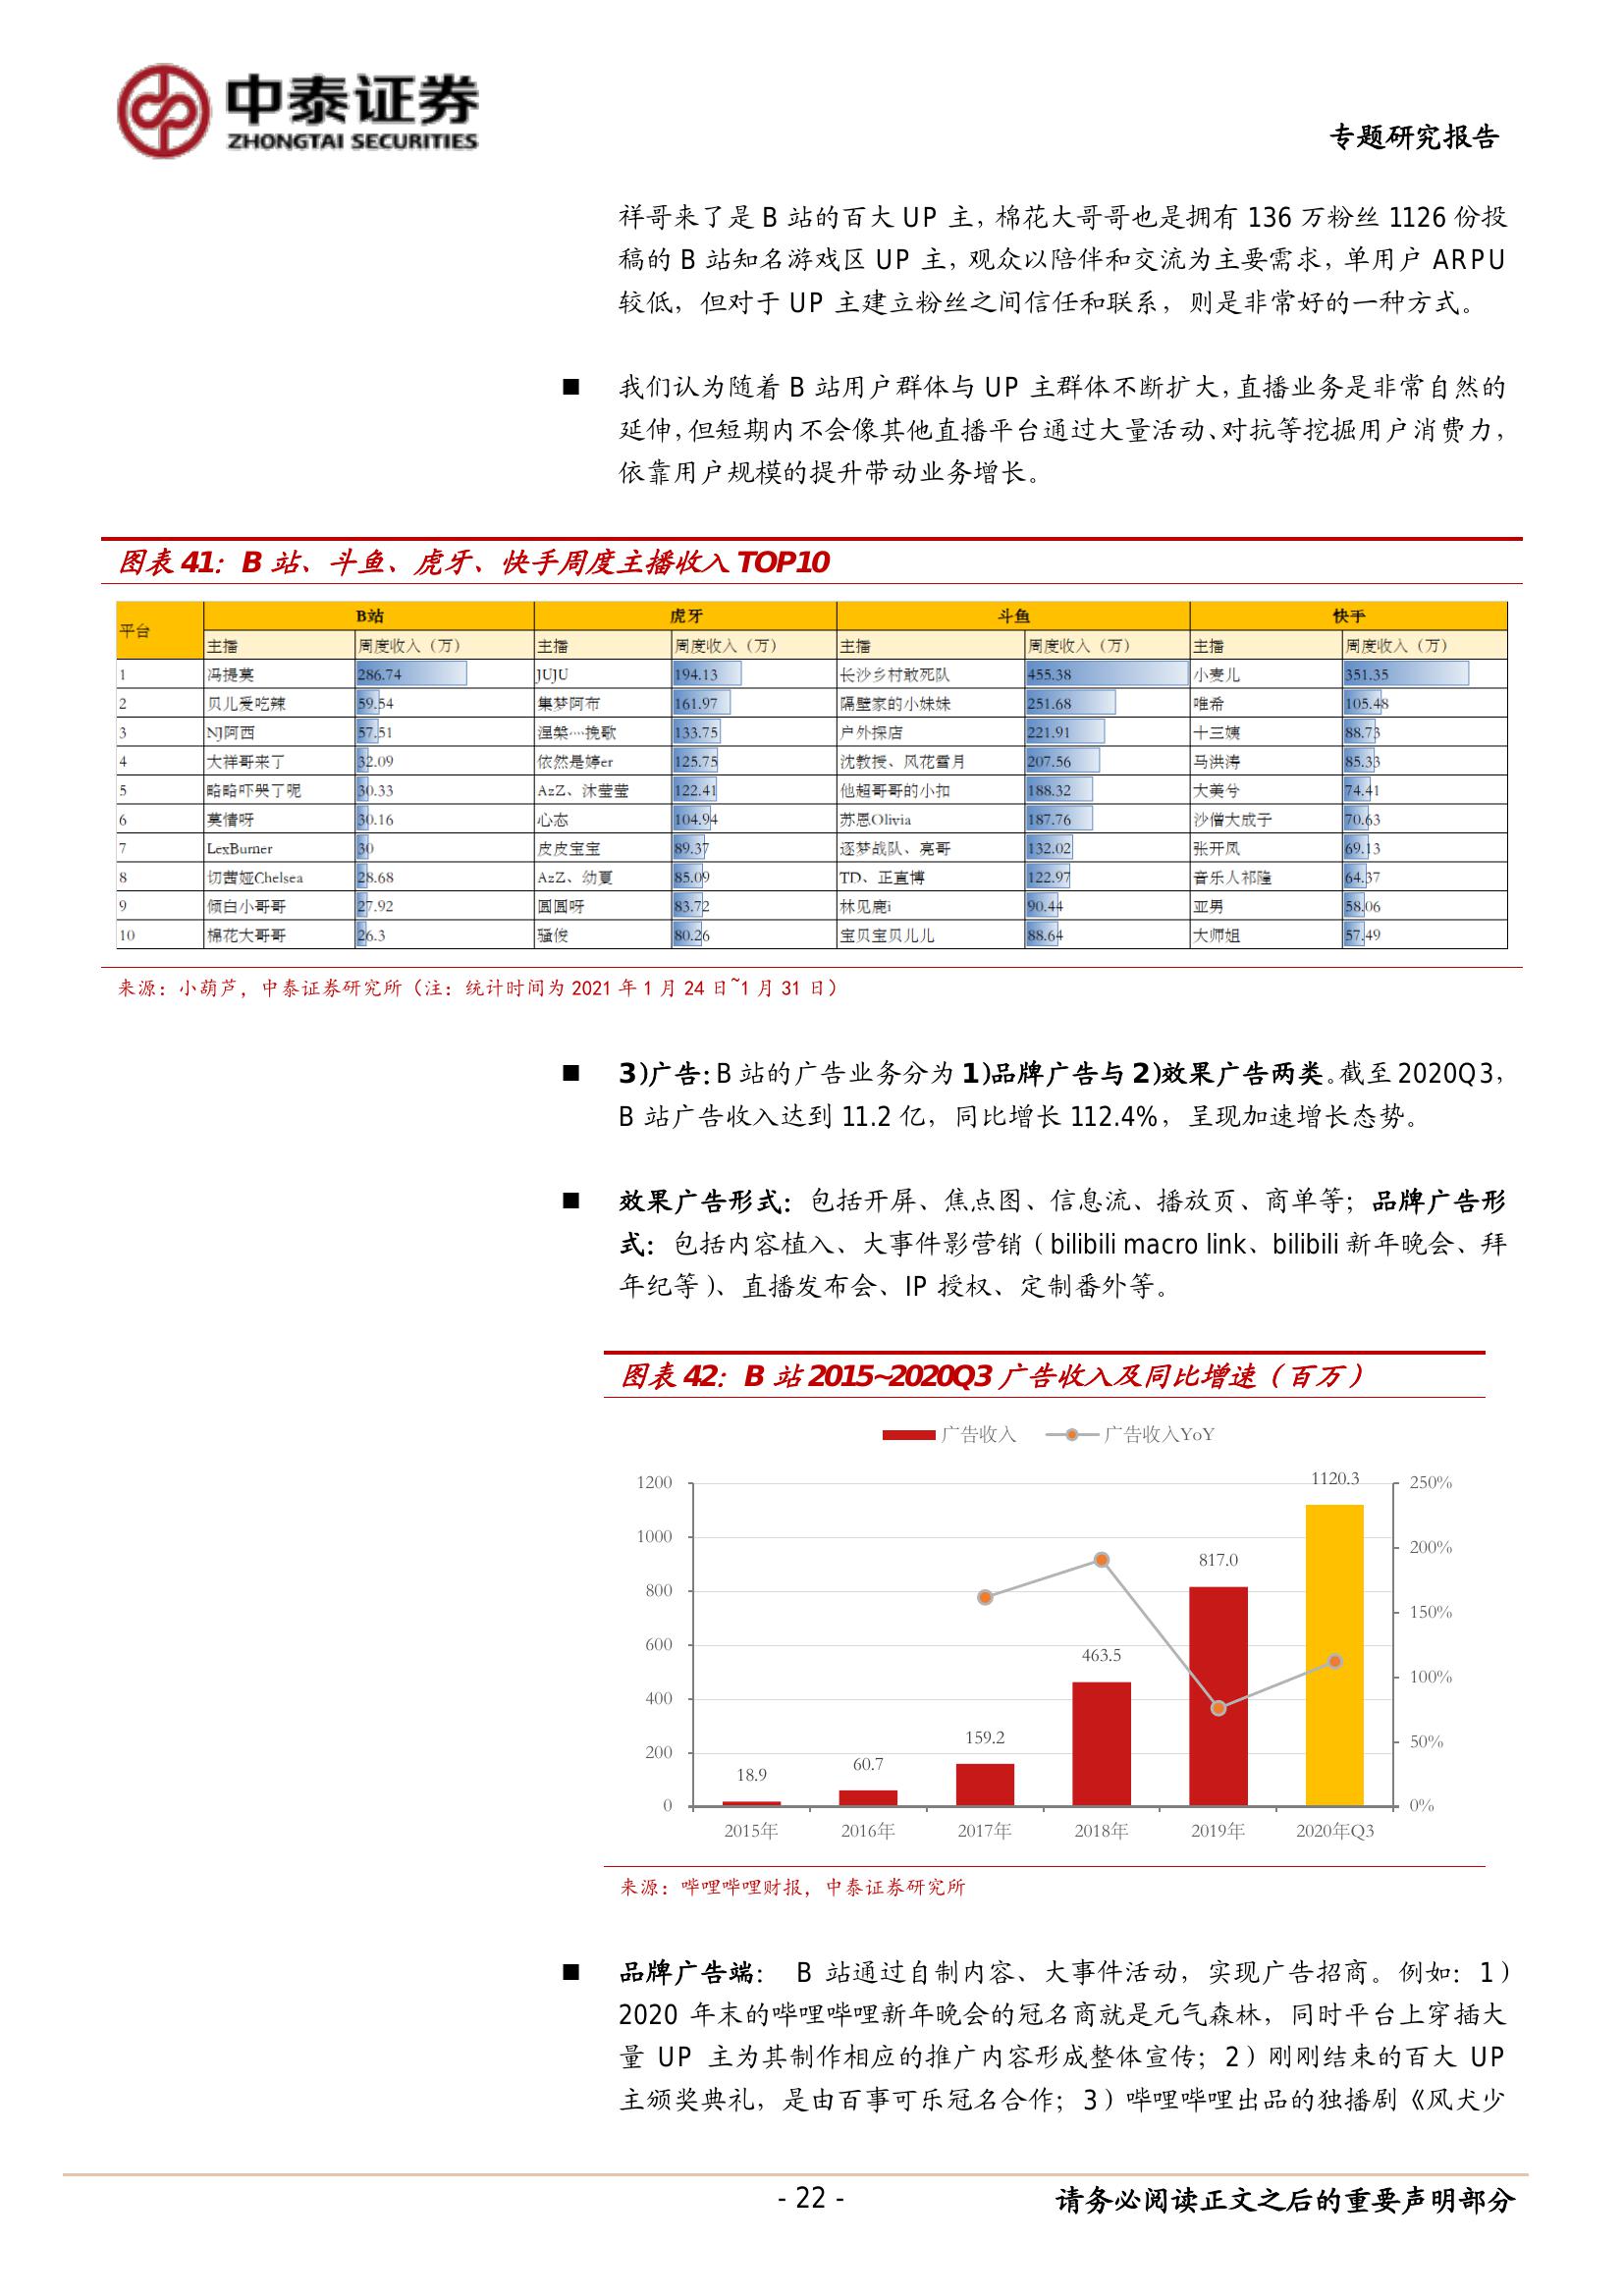 中泰证券
ZHONGTAI SECURITIES
专题研究报告
祥哥来了是 B 站的百大 UP 主，棉花大哥哥也是拥有 136 万粉丝 1126 份投
稿的 B 站知名游戏区 UP 主，观众以陪伴和交流为主要需求，单用户 ARPU
较低，但对于 UP 主建立粉丝之间信任和联系，则是非常好的一种方式。
■ 我们认为随着 B 站用户群体与 UP 主群体不断扩大，直播业务是非常自然的
延伸，但短期内不会像其他直播平台通过大量活动、对抗等挖掘用户消费力，
依靠用户规模的提升带动业务增长。
图表 41：B 站、斗鱼、虎牙、快手周度主播收入 TOP10
平台 B站 虎牙 斗鱼 快手
主播 周度收入（万） 主播 周度收入（万） 主播 周度收入（万） 主播 周度收入（万）
1 冯提莫 286.74 JUJU 194.13 长沙乡村敢死队 455.38 小麦儿 351.35
2 贝儿爱吃辣 59.54 集梦阿布 161.97 隔壁家的小妹妹 251.68 唯希 105.48
3 NJ阿西 57.51 涅槃····挽歌 133.75 户外探店 221.91 十三姨 88.73
4 大祥哥来了 32.09 依然是婷er 125.75 沈教授、风花雪月 207.56 马洪涛 85.33
5 略略吓哭了呢 30.33 AzZ、沐莹莹 122.41 他超哥哥的小扣 188.32 大美兮 74.41
6 莫惜呀 30.16 心态 104.94 苏恩Olivia 187.76 沙僧大成子 70.63
7 LexBurner 30 皮皮宝宝 89.37 逐梦战队、亮哥 132.02 张开凤 69.13
8 切茜娅Chelsea 28.68 AzZ、幼夏 85.09 TD、正直博 122.97 音乐人祁隆 64.37
9 倾白小哥哥 27.92 圆圆呀 83.72 林见鹿i 90.44 亚男 58.06
10 棉花大哥哥 26.3 骚俊 80.26 宝贝宝贝儿儿 88.64 大师姐 57.49
来源：小葫芦，中泰证券研究所（注：统计时间为 2021 年 1 月 24 日~1 月 31 日）
■ 3)广告：B 站的广告业务分为 1)品牌广告与 2)效果广告两类。截至 2020Q3，
B 站广告收入达到 11.2 亿，同比增长 112.4%，呈现加速增长态势。
■ 效果广告形式：包括开屏、焦点图、信息流、播放页、商单等；品牌广告形
式：包括内容植入、大事件影营销（bilibili macro link、bilibili 新年晚会、拜
年纪等）、直播发布会、IP 授权、定制番外等。
图表 42：B 站 2015~2020Q3 广告收入及同比增速（百万）
广告收入 广告收入YoY
1200 1120.3 250%
1000 200%
817.0
800 150%
600 463.5 100%
400
159.2 50%
200 60.7
18.9
0 0%
2015年 2016年 2017年 2018年 2019年 2020年Q3
来源：哔哩哔哩财报，中泰证券研究所
■ 品牌广告端： B 站通过自制内容、大事件活动，实现广告招商。例如：1）
2020 年末的哔哩哔哩新年晚会的冠名商就是元气森林，同时平台上穿插大
量 UP 主为其制作相应的推广内容形成整体宣传；2）刚刚结束的百大 UP
主颁奖典礼，是由百事可乐冠名合作；3）哔哩哔哩出品的独播剧《风犬少
- 22 -
请务必阅读正文之后的重要声明部分